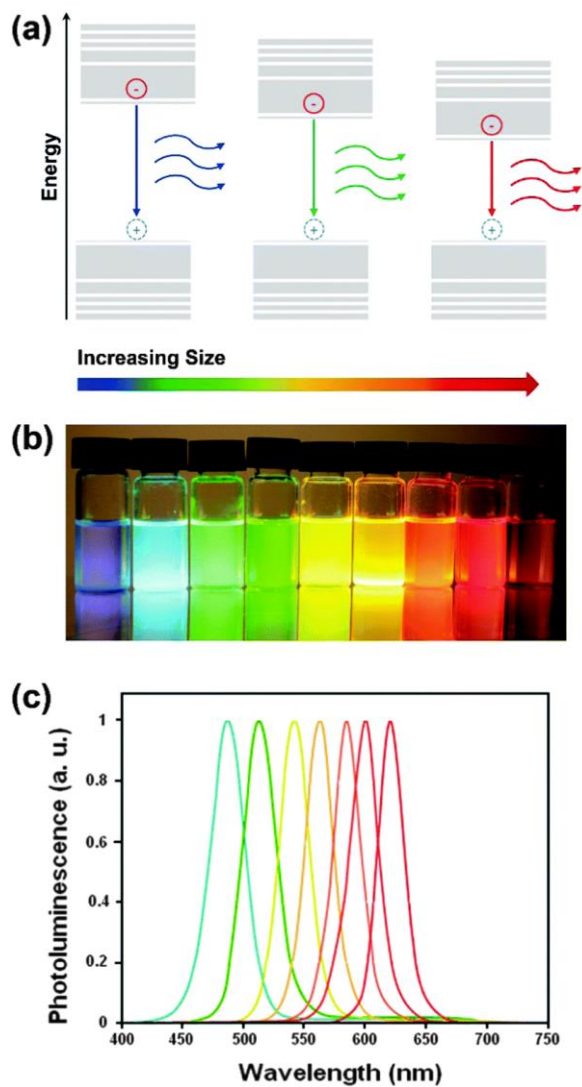 (a)
Energy
-
-
-
+
+
+
Increasing Size
(b)
(c)
Photoluminescence (a. u.)
1
0.8
0.6
0.4
0.2
0
400 450 500 550 600 650 700 750
Wavelength (nm)